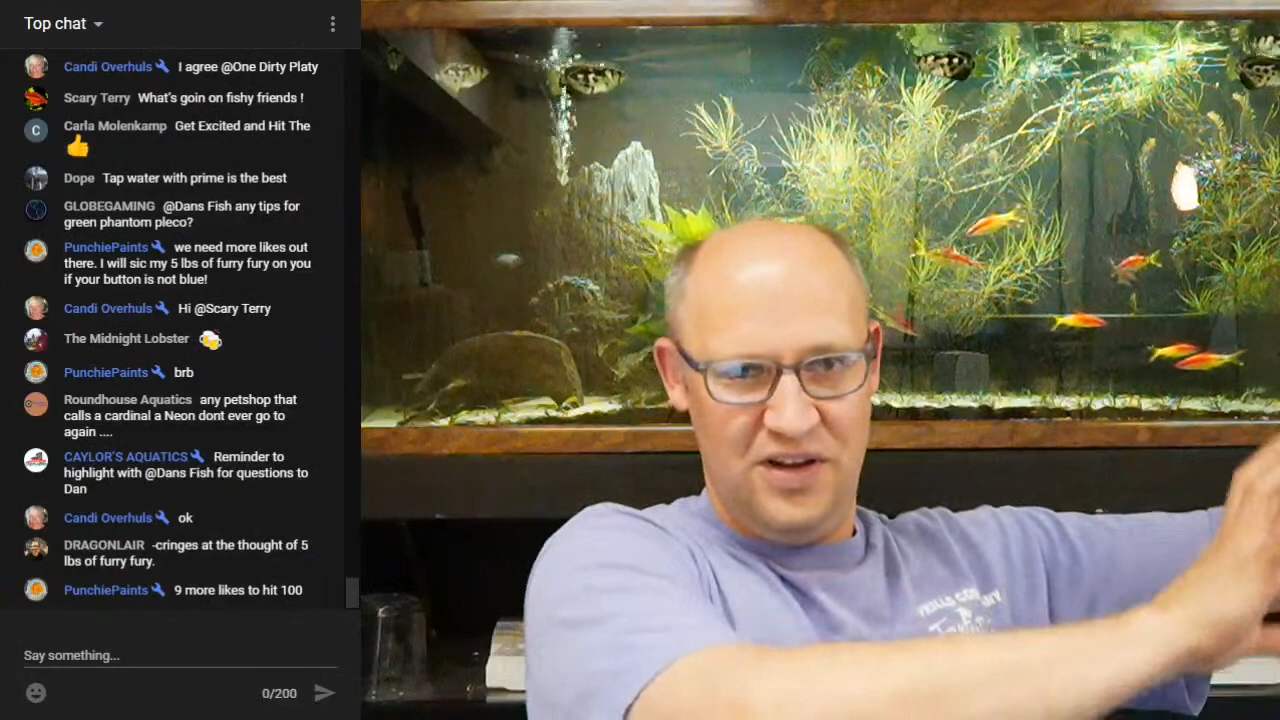 Top chat
Candi Overhuls I agree @One Dirty Platy
Scary Terry What's goin on fishy friends !
C Carla Molenkamp Get Excited and Hit The
👍
Dope Tap water with prime is the best
GLOBEGAMING @Dans Fish any tips for
green phantom pleco?
PunchiePaints we need more likes out
there. I will sic my 5 lbs of furry fury on you
if your button is not blue!
Candi Overhuls Hi @Scary Terry
The Midnight Lobster 🍺
PunchiePaints brb
Roundhouse Aquatics any petshop that
calls a cardinal a Neon dont ever go to
again ....
CAYLOR'S AQUATICS Reminder to
highlight with @Dans Fish for questions to
Dan
Candi Overhuls ok
DRAGONLAIR -cringes at the thought of 5
lbs of furry fury.
PunchiePaints 9 more likes to hit 100
Say something...
0/200